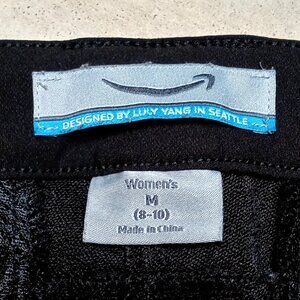 DESIGNED BY LULY YANG IN SEATTLE
Women's
M
(8-10)
Made in China